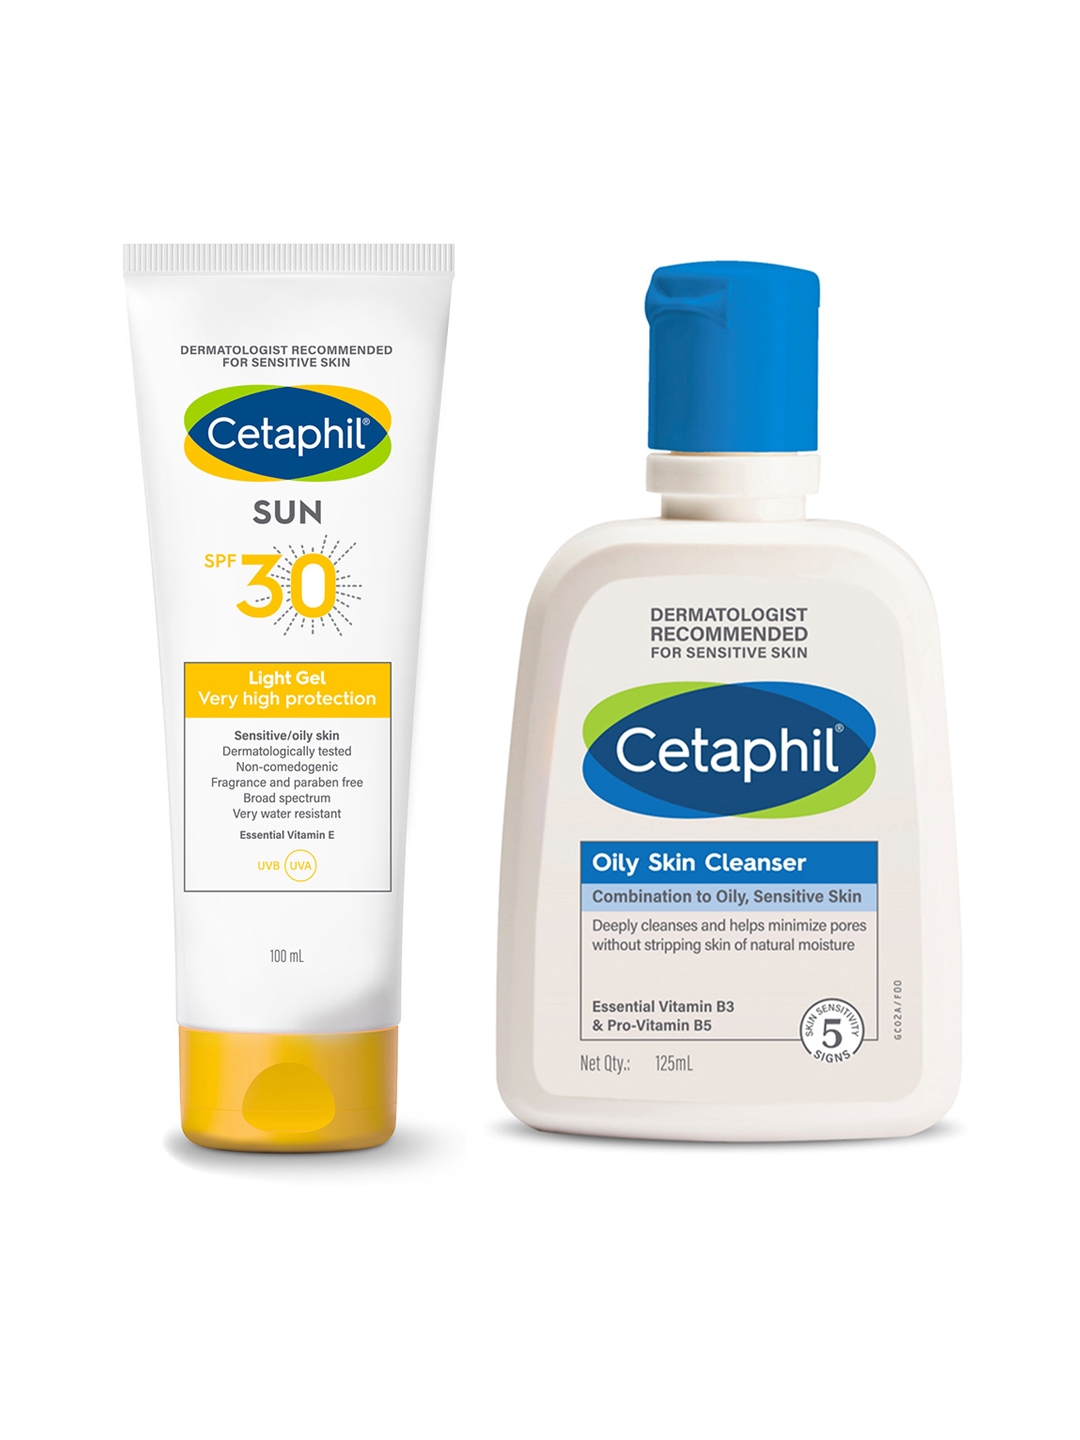 DERMATOLOGIST RECOMMENDED
FOR SENSITIVE SKIN
Cetaphil®
SUN
SPF 30
Light Gel
Very high protection
Sensitive/oily skin
Dermatologically tested
Non-comedogenic
Fragrance and paraben free
Broad spectrum
Very water resistant
Essential Vitamin E
UVB UVA
100 mL
DERMATOLOGIST
RECOMMENDED
FOR SENSITIVE SKIN
Cetaphil®
Oily Skin Cleanser
Combination to Oily, Sensitive Skin
Deeply cleanses and helps minimize pores
without stripping skin of natural moisture
Essential Vitamin B3
& Pro-Vitamin B5
SKIN SENSITIVITY
5
SIGNS
Net Qty.: 125mL
GC02A/F00